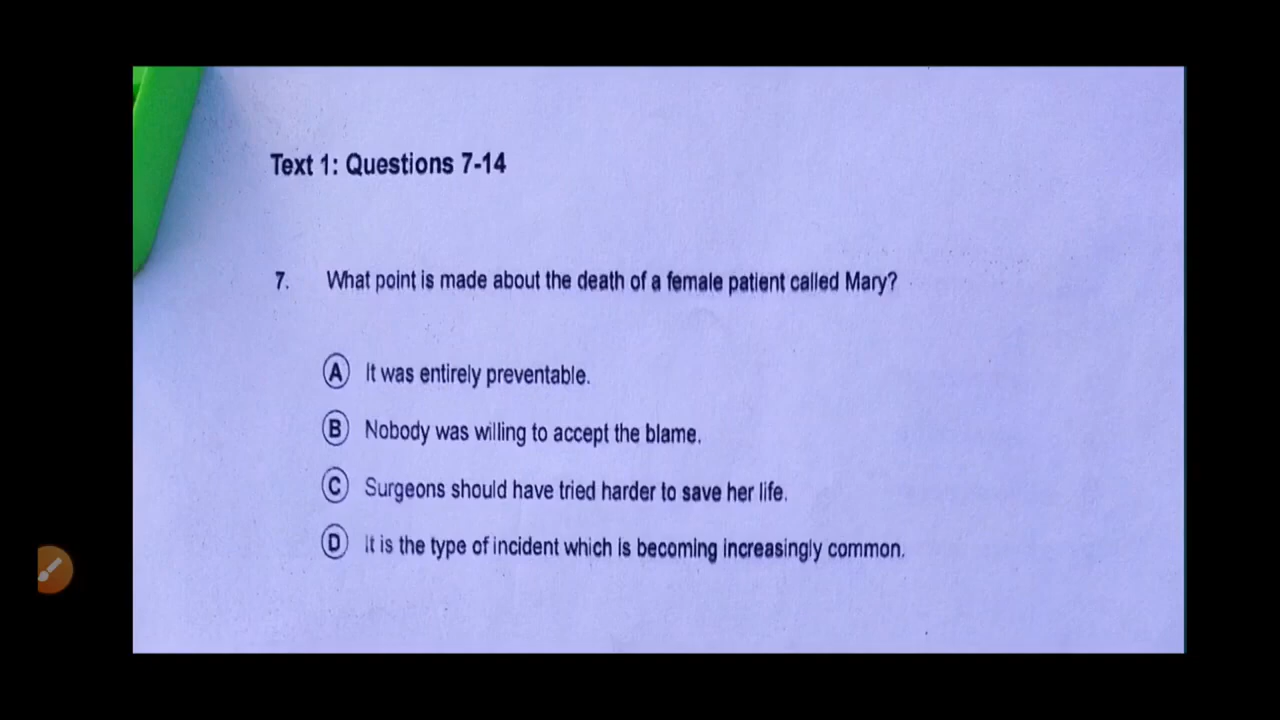 Text 1: Questions 7-14
7. What point is made about the death of a female patient called Mary?
A It was entirely preventable.
B Nobody was willing to accept the blame.
C Surgeons should have tried harder to save her life.
D It is the type of incident which is becoming increasingly common.